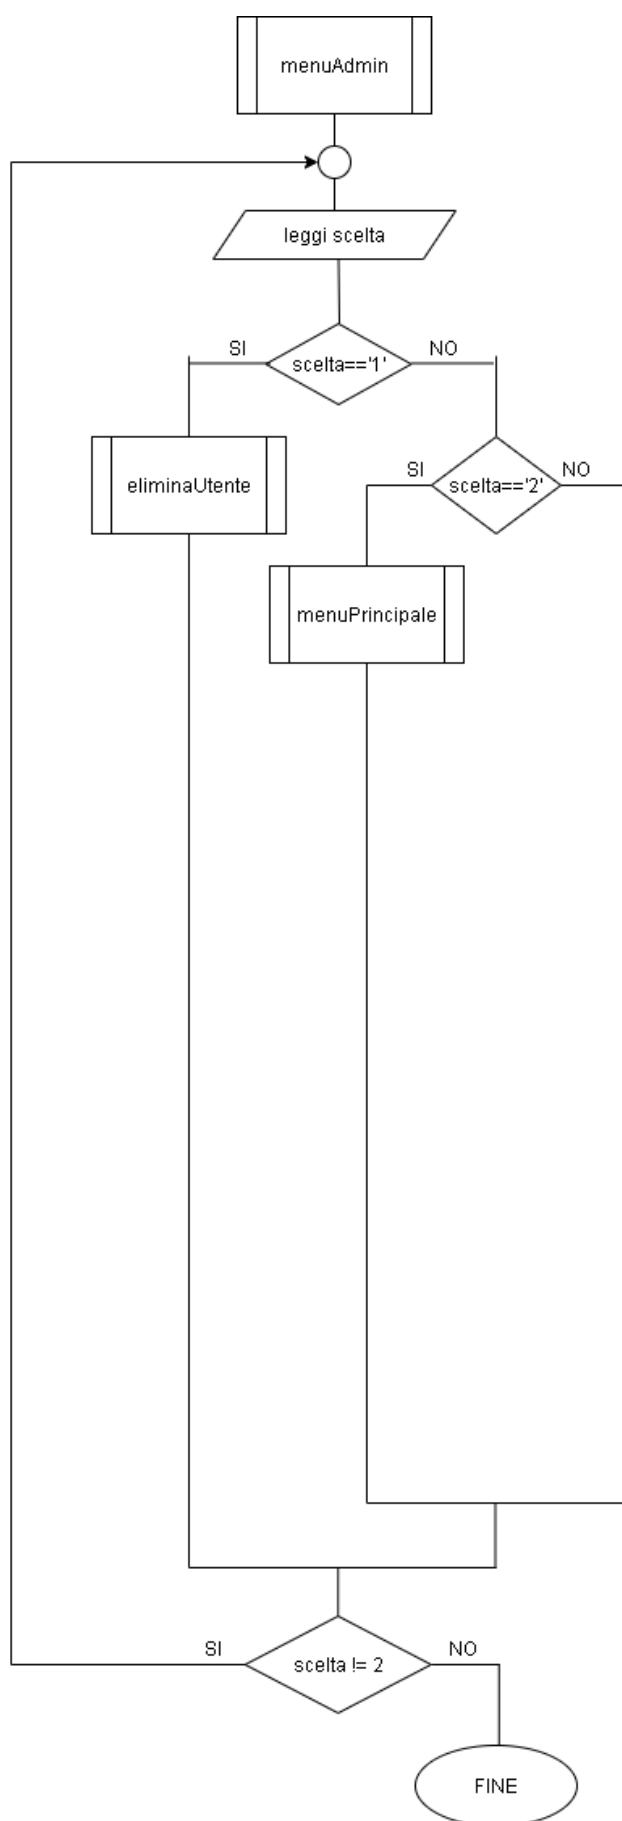 menuAdmin
leggi scelta
SI
scelta=='1'
NO
eliminaUtente
SI
scelta=='2'
NO
menuPrincipale
SI
scelta != 2
NO
FINE